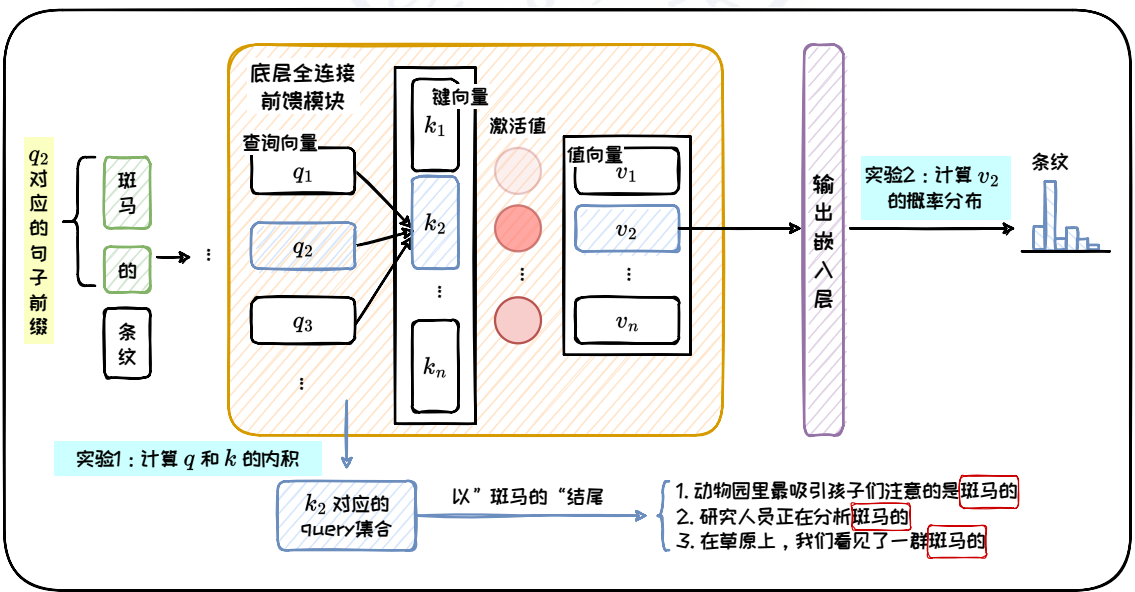 q₂
对
应
的
句
子
前
缀
斑
马
的
条
纹
⋮
底层全连接
前馈模块
查询向量
q₁
q₂
q₃
⋮
键向量
k₁
k₂
⋮
kₙ
激活值
⋮
值向量
v₁
v₂
⋮
vₙ
输
出
嵌
入
层
实验2：计算 v₂
的概率分布
条纹
实验1：计算 q 和 k 的内积
k₂ 对应的
query集合
以”斑马的“结尾
1. 动物园里最吸引孩子们注意的是斑马的
2. 研究人员正在分析斑马的
3. 在草原上，我们看见了一群斑马的